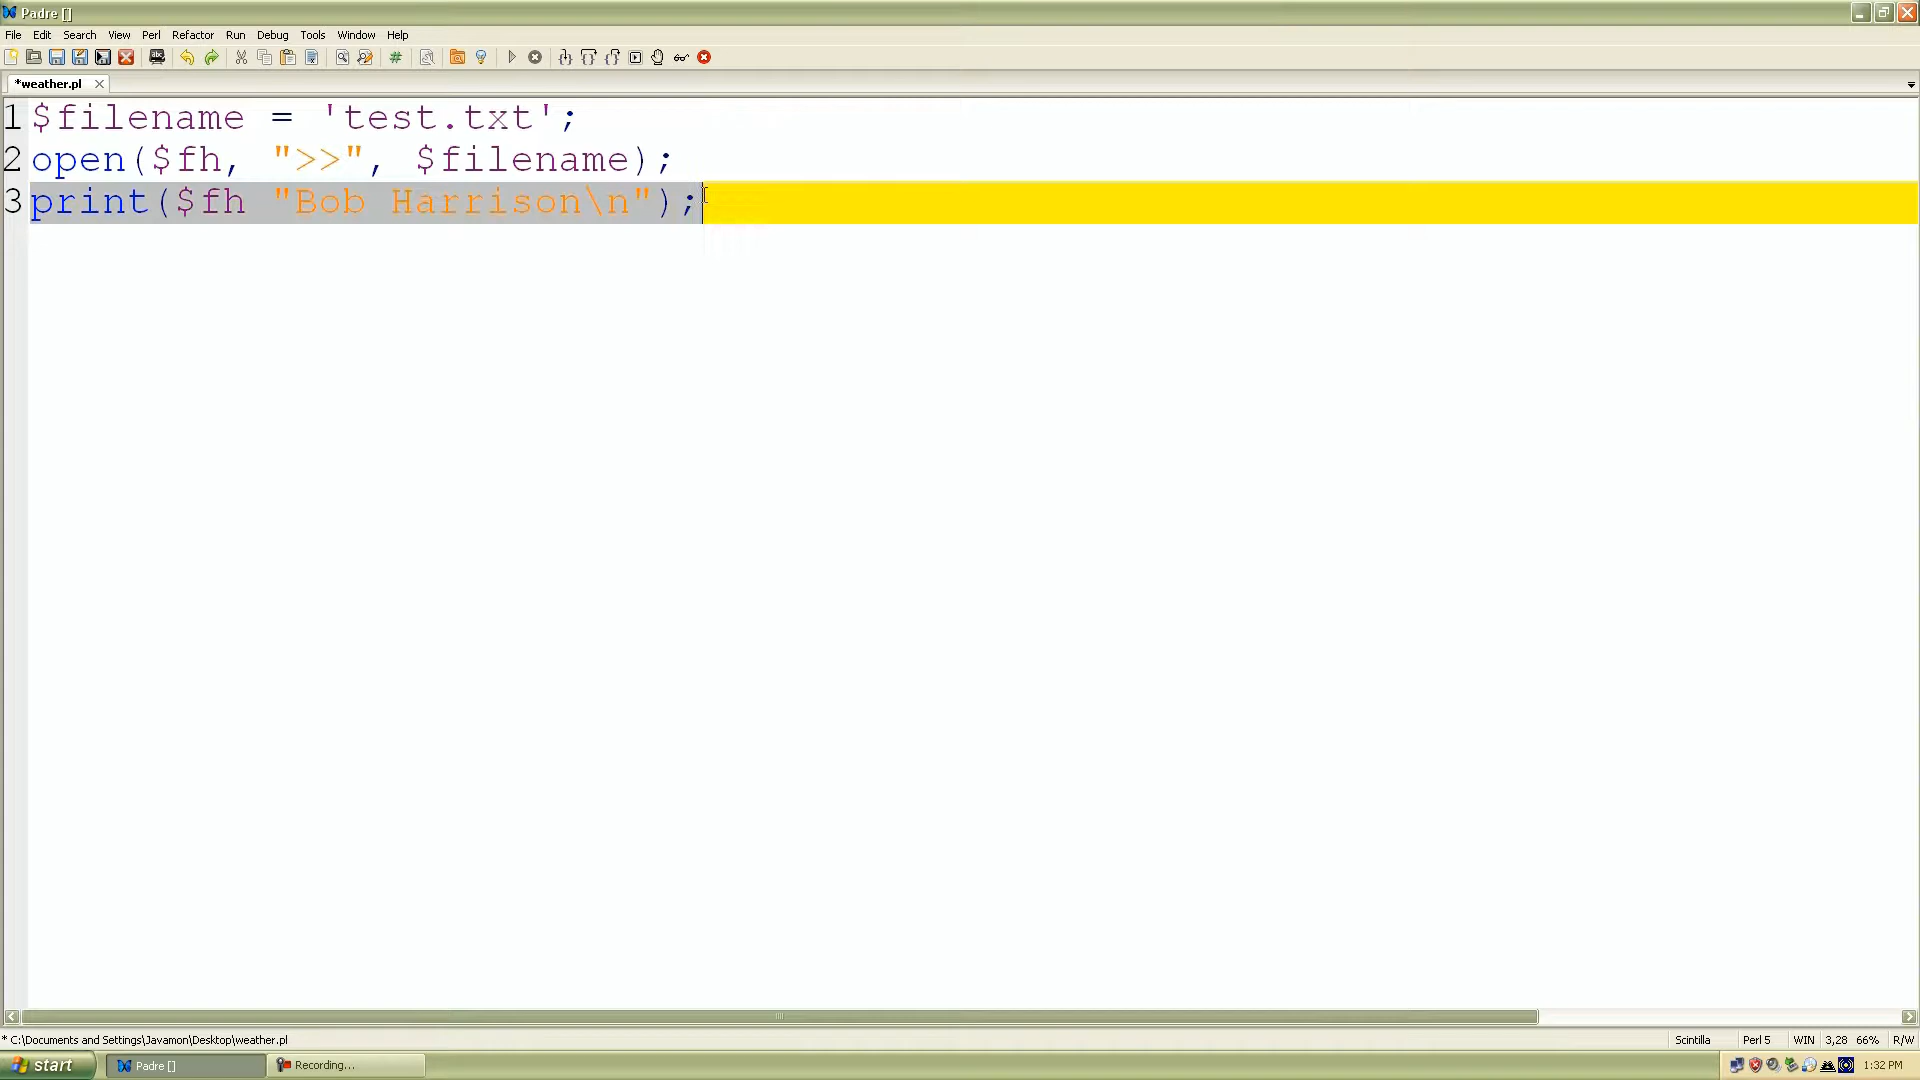 Padre []
File Edit Search View Perl Refactor Run Debug Tools Window Help
*weather.pl
1 $filename = 'test.txt';
2 open($fh, ">>", $filename);
3 print($fh "Bob Harrison\n");
* C:\Documents and Settings\Javamon\Desktop\weather.pl Scintilla Perl 5 WIN 3,28 66% R/W
start Padre [] Recording... 1:32 PM